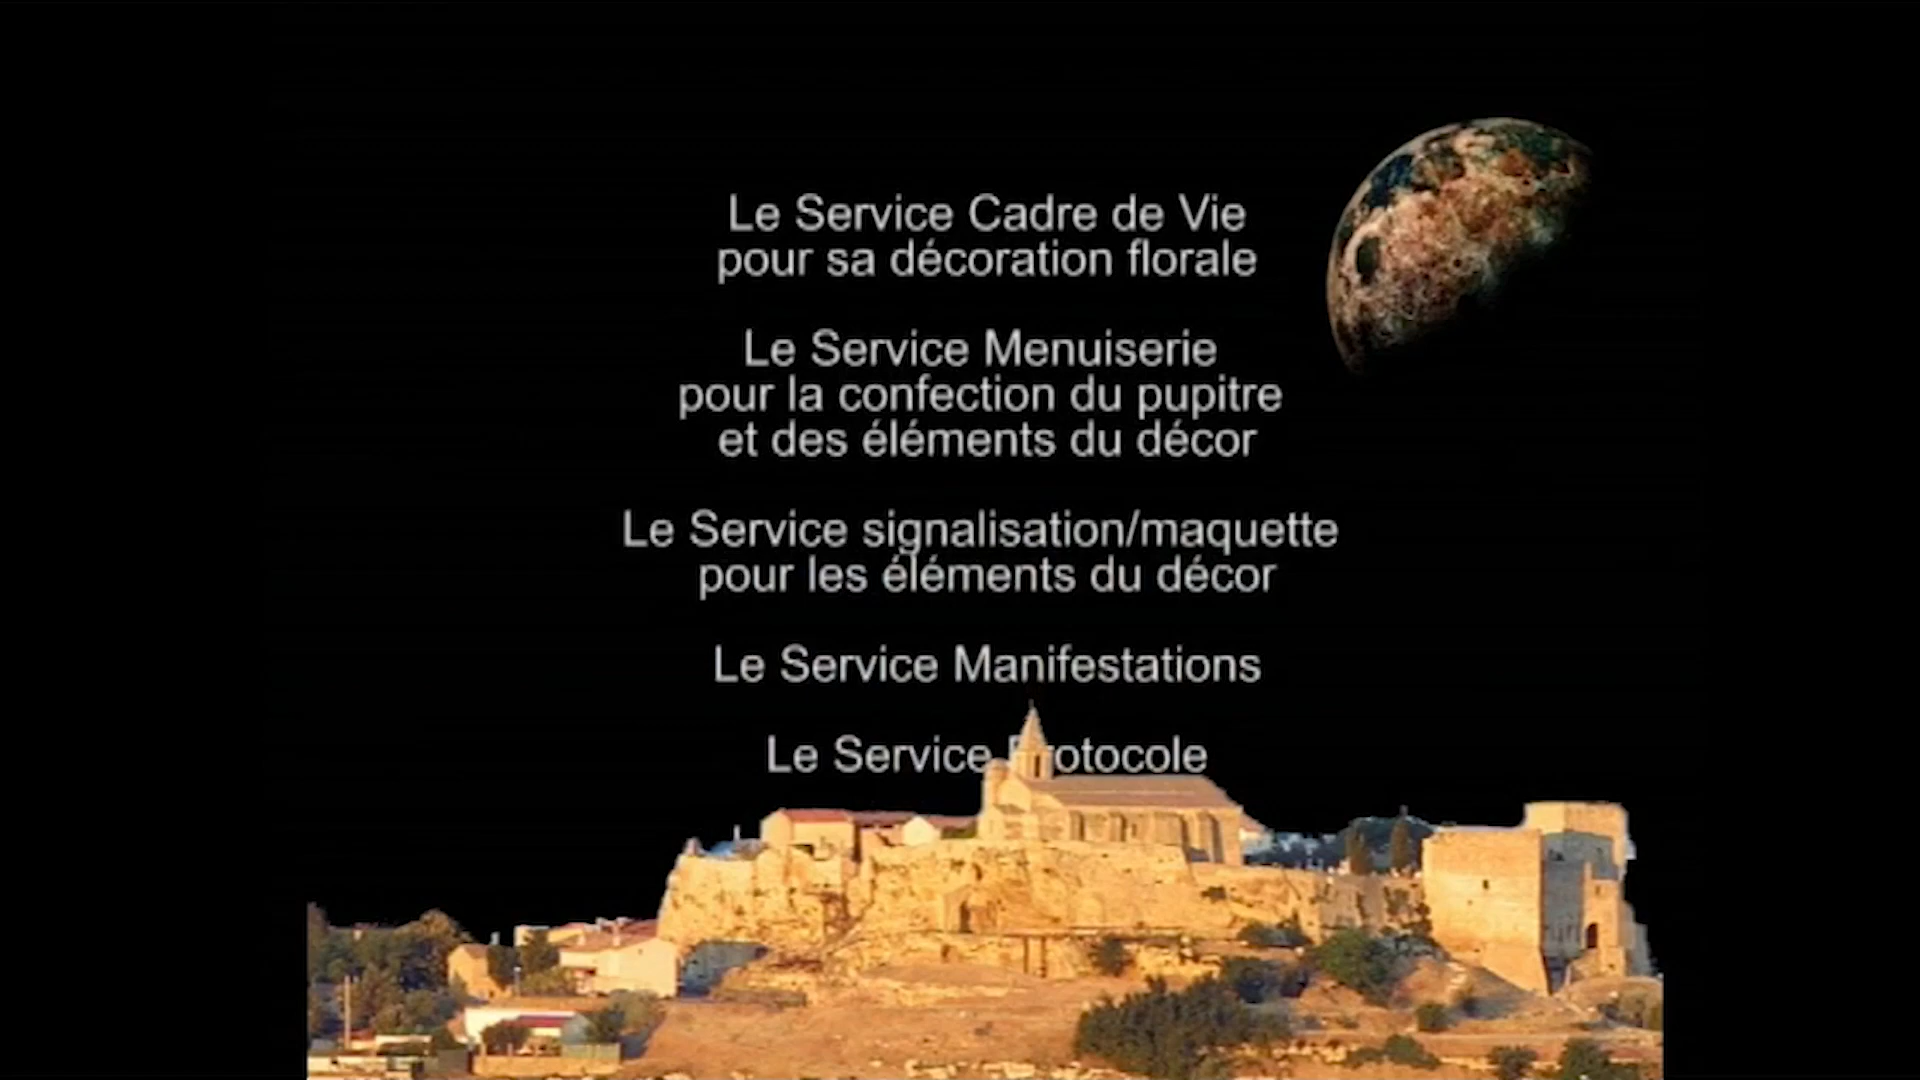 Le Service Cadre de Vie
pour sa décoration florale
Le Service Menuiserie
pour la confection du pupitre
et des éléments du décor
Le Service signalisation/maquette
pour les éléments du décor
Le Service Manifestations
Le Service Protocole